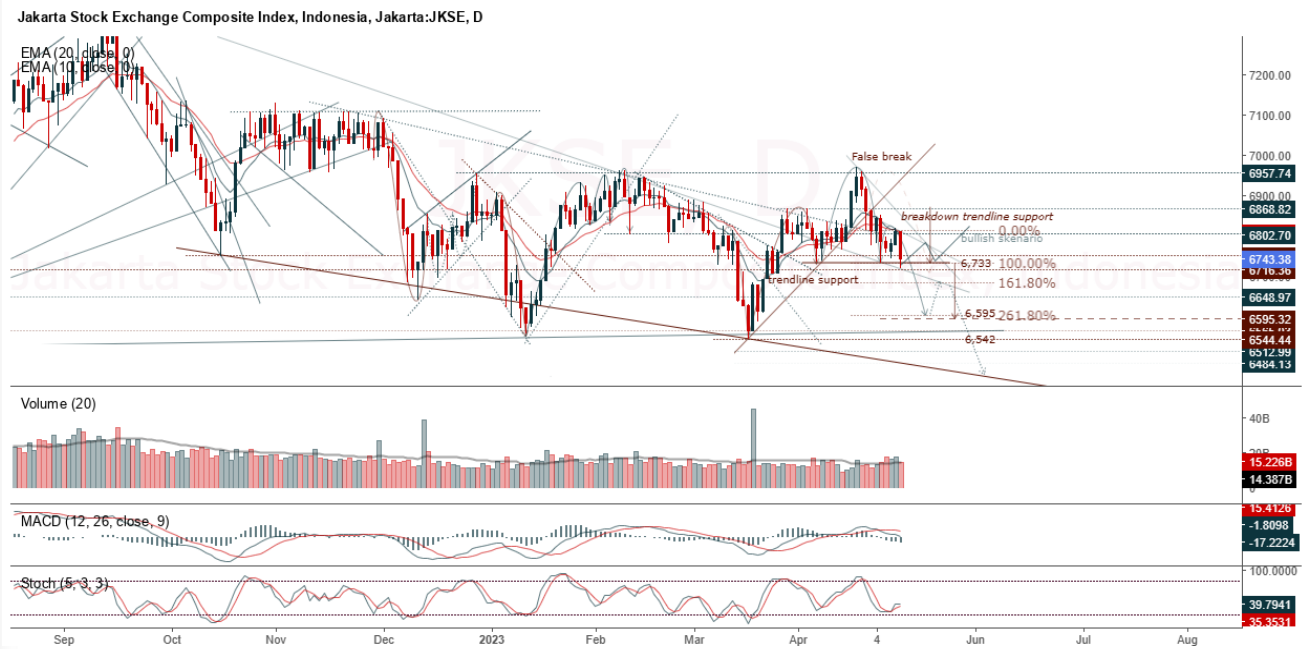 Jakarta Stock Exchange Composite Index, Indonesia, Jakarta:JKSE, D
EMA (20, close, 0)
EMA (10, close, 0)
JKSE, D
7200.00
7100.00
7000.00
False break
6957.74
6900.00
6868.82
breakdown trendline support
0.00%
6802.70
bullish skenario
6743.38
6,733 100.00%
6716.36
trendline support
161.80%
6648.97
6,595 261.80%
6595.32
6,542
6544.44
6512.99
6484.13
Volume (20)
40B
20B
15.226B
14.387B
0
MACD (12, 26, close, 9)
15.4126
-1.8098
-17.2224
Stoch (5, 3, 3)
100.0000
39.7941
35.3531
Sep Oct Nov Dec 2023 Feb Mar Apr 4 Jun Jul Aug